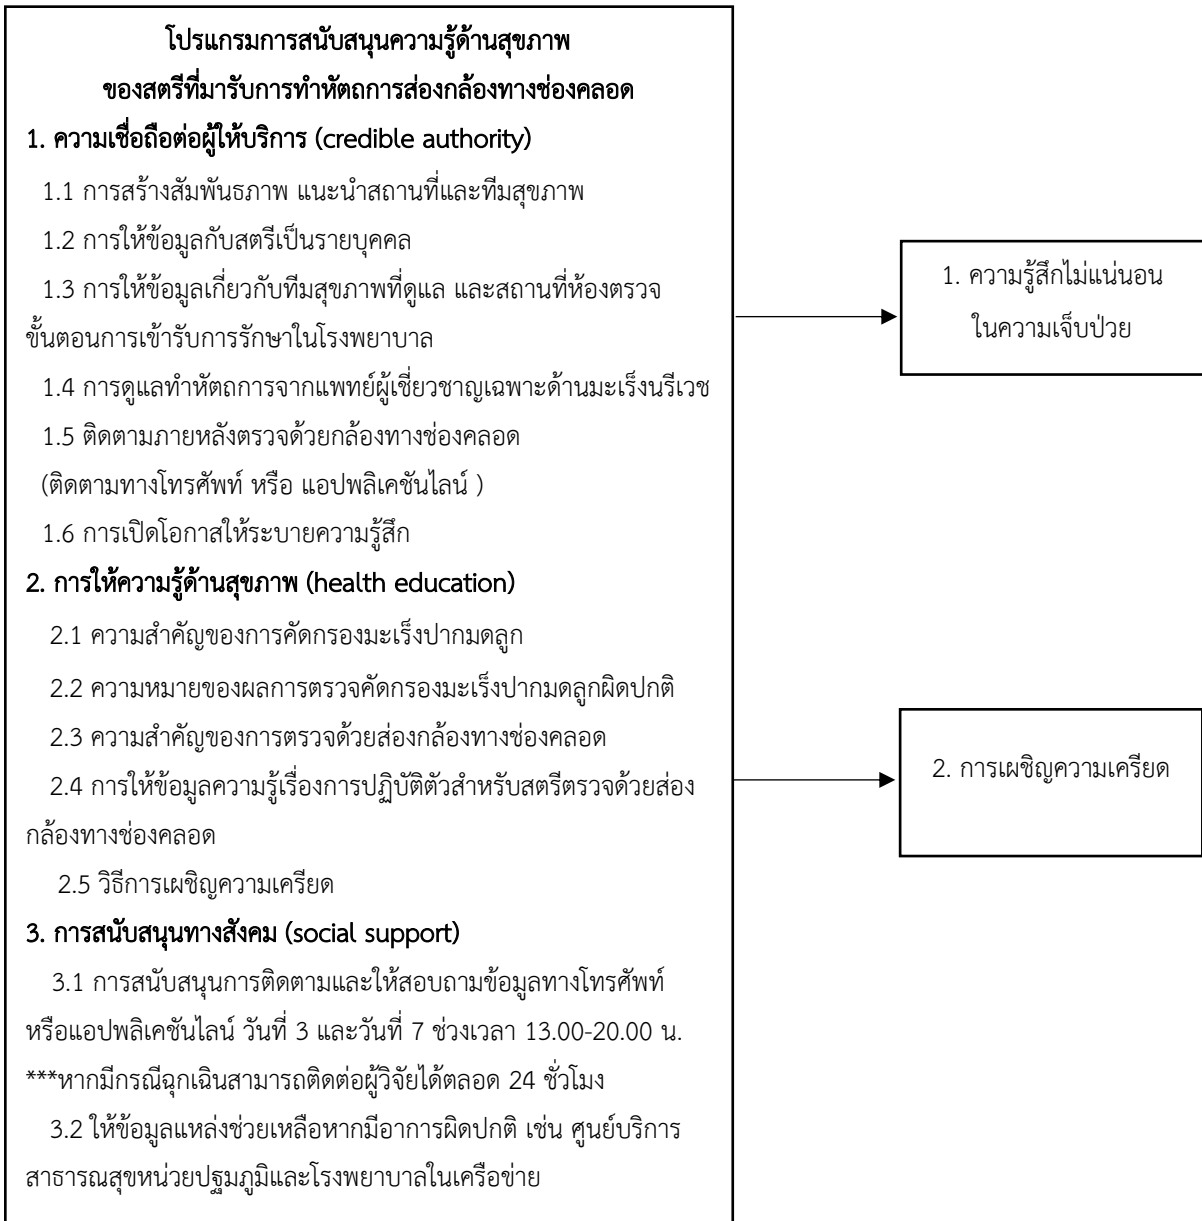 โปรแกรมการสนับสนุนความรู้ด้านสุขภาพ
ของสตรีที่มารับการทำหัตถการส่องกล้องทางช่องคลอด
1. ความเชื่อถือต่อผู้ให้บริการ (credible authority)
1.1 การสร้างสัมพันธภาพ แนะนำสถานที่และทีมสุขภาพ
1.2 การให้ข้อมูลกับสตรีเป็นรายบุคคล
1.3 การให้ข้อมูลเกี่ยวกับทีมสุขภาพที่ดูแล และสถานที่ห้องตรวจ
ขั้นตอนการเข้ารับการรักษาในโรงพยาบาล
1.4 การดูแลทำหัตถการจากแพทย์ผู้เชี่ยวชาญเฉพาะด้านมะเร็งนรีเวช
1.5 ติดตามภายหลังตรวจด้วยกล้องทางช่องคลอด
(ติดตามทางโทรศัพท์ หรือ แอปพลิเคชันไลน์ )
1.6 การเปิดโอกาสให้ระบายความรู้สึก
2. การให้ความรู้ด้านสุขภาพ (health education)
2.1 ความสำคัญของการคัดกรองมะเร็งปากมดลูก
2.2 ความหมายของผลการตรวจคัดกรองมะเร็งปากมดลูกผิดปกติ
2.3 ความสำคัญของการตรวจด้วยส่องกล้องทางช่องคลอด
2.4 การให้ข้อมูลความรู้เรื่องการปฏิบัติตัวสำหรับสตรีตรวจด้วยส่อง
กล้องทางช่องคลอด
2.5 วิธีการเผชิญความเครียด
3. การสนับสนุนทางสังคม (social support)
3.1 การสนับสนุนการติดตามและให้สอบถามข้อมูลทางโทรศัพท์
หรือแอปพลิเคชันไลน์ วันที่ 3 และวันที่ 7 ช่วงเวลา 13.00-20.00 น.
***หากมีกรณีฉุกเฉินสามารถติดต่อผู้วิจัยได้ตลอด 24 ชั่วโมง
3.2 ให้ข้อมูลแหล่งช่วยเหลือหากมีอาการผิดปกติ เช่น ศูนย์บริการ
สาธารณสุขหน่วยปฐมภูมิและโรงพยาบาลในเครือข่าย
1. ความรู้สึกไม่แน่นอน
ในความเจ็บป่วย
2. การเผชิญความเครียด